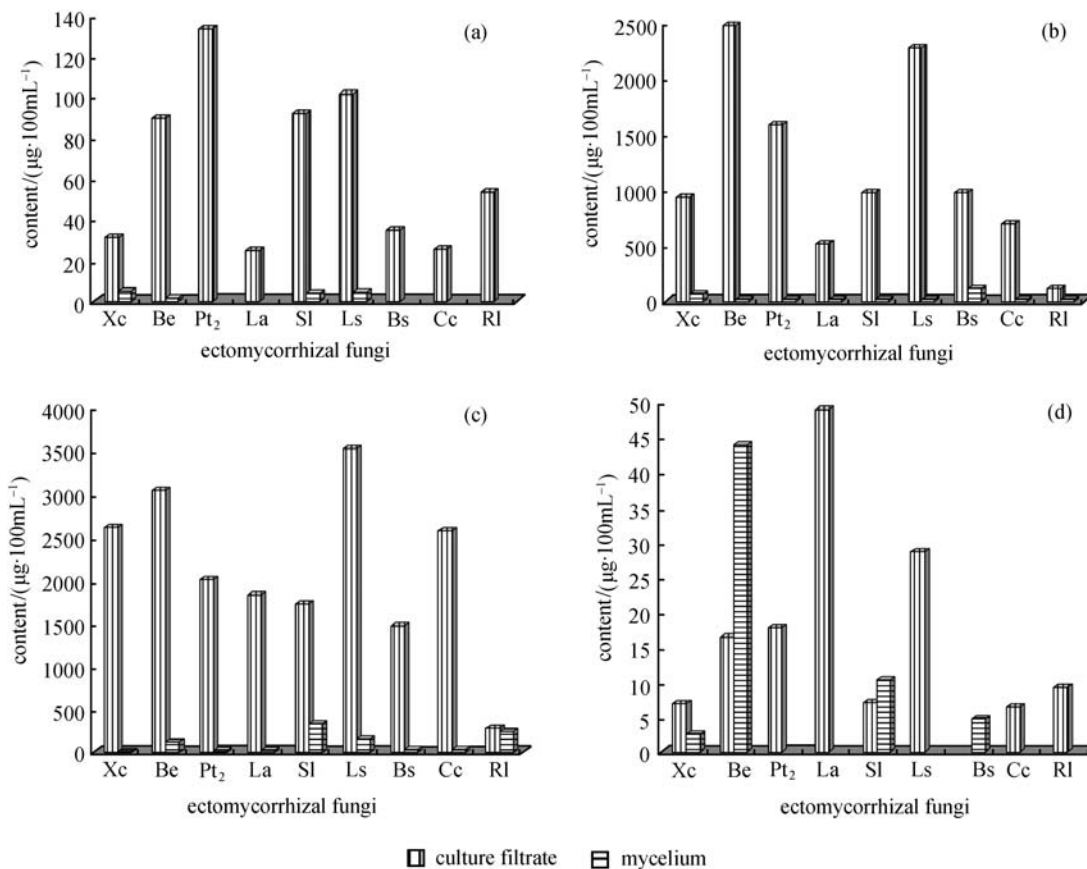 (a)
content/(μg·100mL⁻¹)
140
120
100
80
60
40
20
0
Xc Be Pt₂ La Sl Ls Bs Cc Rl
ectomycorrhizal fungi
(b)
content/(μg·100mL⁻¹)
2500
2000
1500
1000
500
0
Xc Be Pt₂ La Sl Ls Bs Cc Rl
ectomycorrhizal fungi
(c)
content/(μg·100mL⁻¹)
4000
3500
3000
2500
2000
1500
1000
500
0
Xc Be Pt₂ La Sl Ls Bs Cc Rl
ectomycorrhizal fungi
(d)
content/(μg·100mL⁻¹)
50
45
40
35
30
25
20
15
10
5
0
Xc Be Pt₂ La Sl Ls Bs Cc Rl
ectomycorrhizal fungi
culture filtrate mycelium